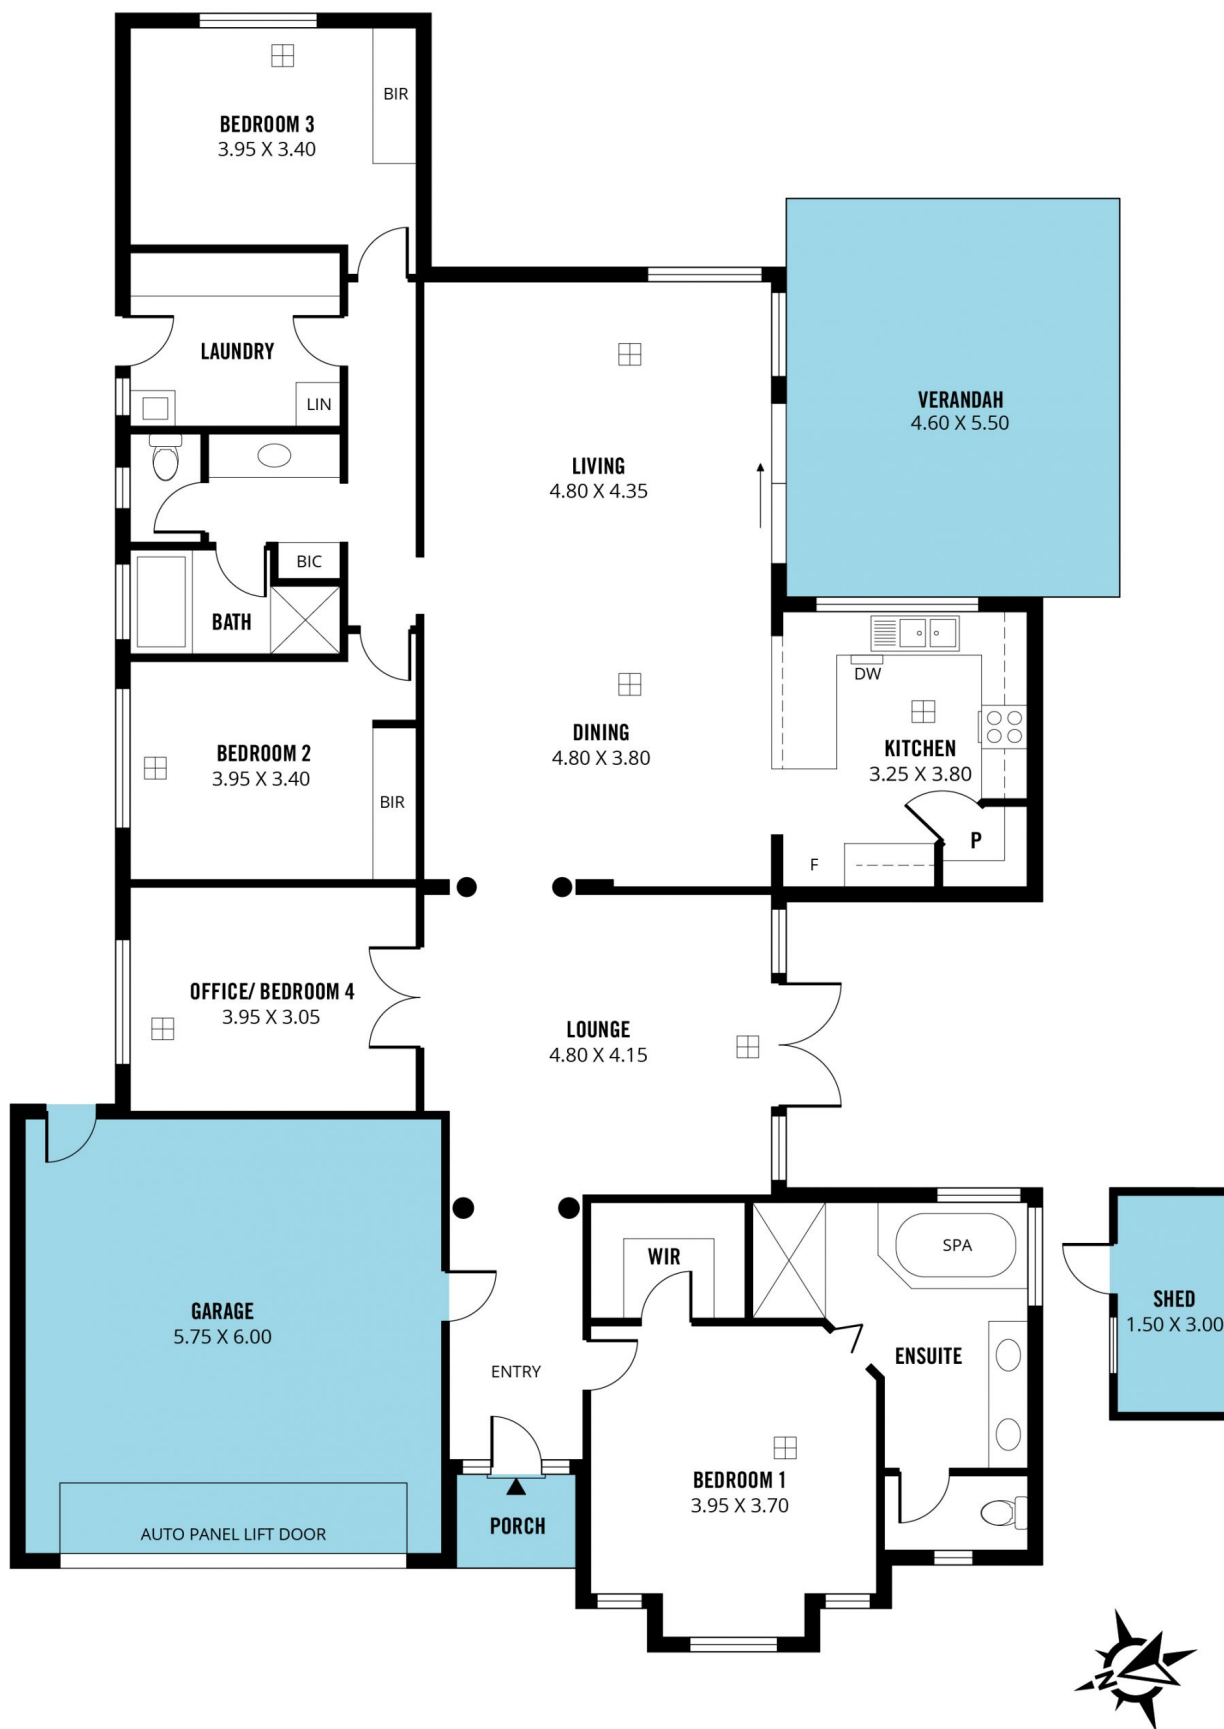 BIR
BEDROOM 3
3.95 X 3.40
LAUNDRY
LIN
VERANDAH
4.60 X 5.50
LIVING
4.80 X 4.35
BIC
BATH
DW
DINING
4.80 X 3.80
KITCHEN
3.25 X 3.80
BEDROOM 2
3.95 X 3.40
BIR
P
F
OFFICE/ BEDROOM 4
3.95 X 3.05
LOUNGE
4.80 X 4.15
WIR
SPA
GARAGE
5.75 X 6.00
SHED
1.50 X 3.00
ENTRY
ENSUITE
BEDROOM 1
3.95 X 3.70
PORCH
AUTO PANEL LIFT DOOR
N